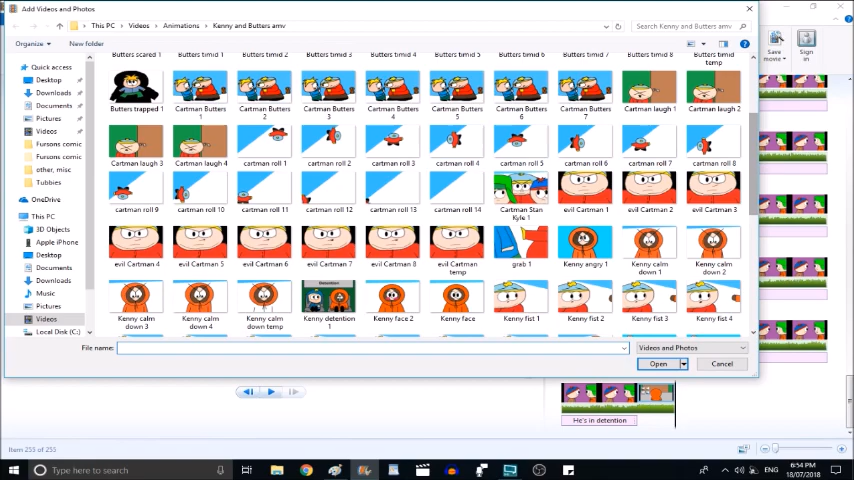 Add Videos and Photos
This PC > Videos > Animations > Kenny and Butters amv
Search Kenny and Butters amv
Organize
New folder
Save movie
Sign in
Quick access
Desktop
Downloads
Documents
Pictures
Videos
Fursons comic
Fursons comic
other, misc
Tubbies
OneDrive
This PC
3D Objects
Apple iPhone
Desktop
Documents
Downloads
Music
Pictures
Videos
Local Disk (C:)
Butters scared 1
Butters timid 1
Butters timid 2
Butters timid 3
Butters timid 4
Butters timid 5
Butters timid 6
Butters timid 7
Butters timid 8
Butters timid temp
Butters trapped 1
Cartman Butters 1
Cartman Butters 2
Cartman Butters 3
Cartman Butters 4
Cartman Butters 5
Cartman Butters 6
Cartman Butters 7
Cartman laugh 1
Cartman laugh 2
Cartman laugh 3
Cartman laugh 4
cartman roll 1
cartman roll 2
cartman roll 3
cartman roll 4
cartman roll 5
cartman roll 6
cartman roll 7
cartman roll 8
cartman roll 9
cartman roll 10
cartman roll 11
cartman roll 12
cartman roll 13
cartman roll 14
Cartman Stan Kyle 1
evil Cartman 1
evil Cartman 2
evil Cartman 3
evil Cartman 4
evil Cartman 5
evil Cartman 6
evil Cartman 7
evil Cartman 8
evil Cartman temp
grab 1
Kenny angry 1
Kenny calm down 1
Kenny calm down 2
Kenny calm down 3
Kenny calm down 4
Kenny calm down temp
Kenny detention 1
Kenny face 2
Kenny face
Kenny fist 1
Kenny fist 2
Kenny fist 3
Kenny fist 4
File name:
Videos and Photos
Open
Cancel
He's in detention
Item 255 of 255
Type here to search
ENG
6:54 PM
18/07/2018